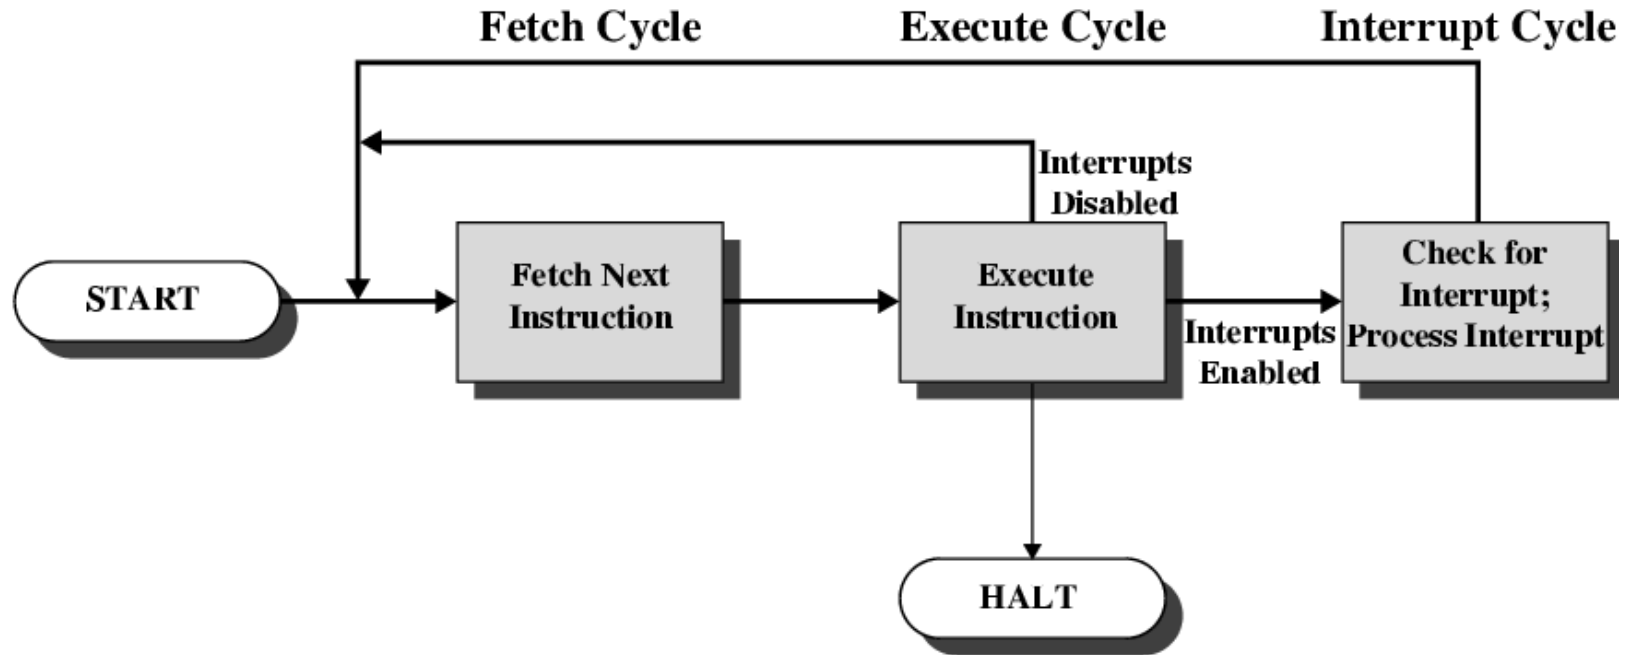 Fetch Cycle
Execute Cycle
Interrupt Cycle
Interrupts
Disabled
START
Fetch Next
Instruction
Execute
Instruction
Interrupts
Enabled
Check for
Interrupt;
Process Interrupt
HALT